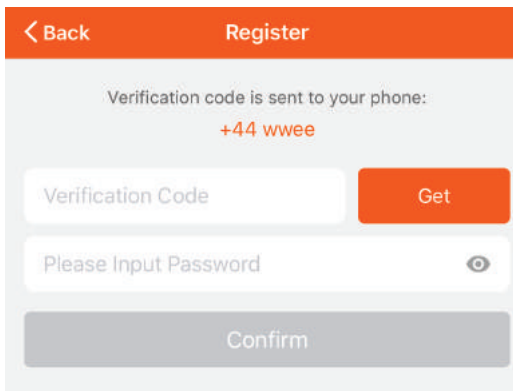 Back
Register
Verification code is sent to your phone:
+44 wwee
Verification Code
Get
Please Input Password
Confirm